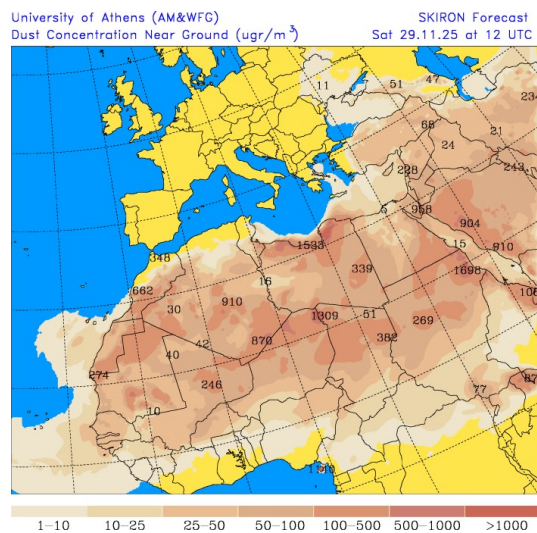 University of Athens (AM&WFG) SKIRON Forecast
Dust Concentration Near Ground (ugr/m³) Sat 29.11.25 at 12 UTC
11 51 47
234
68 21
24
228 243
958 904
348 1533 15 910
339 1698
662 16
30 910
1309 51 269
42 870 382
40
274 246 77
10
1-10 10-25 25-50 50-100 100-500 500-1000 >1000